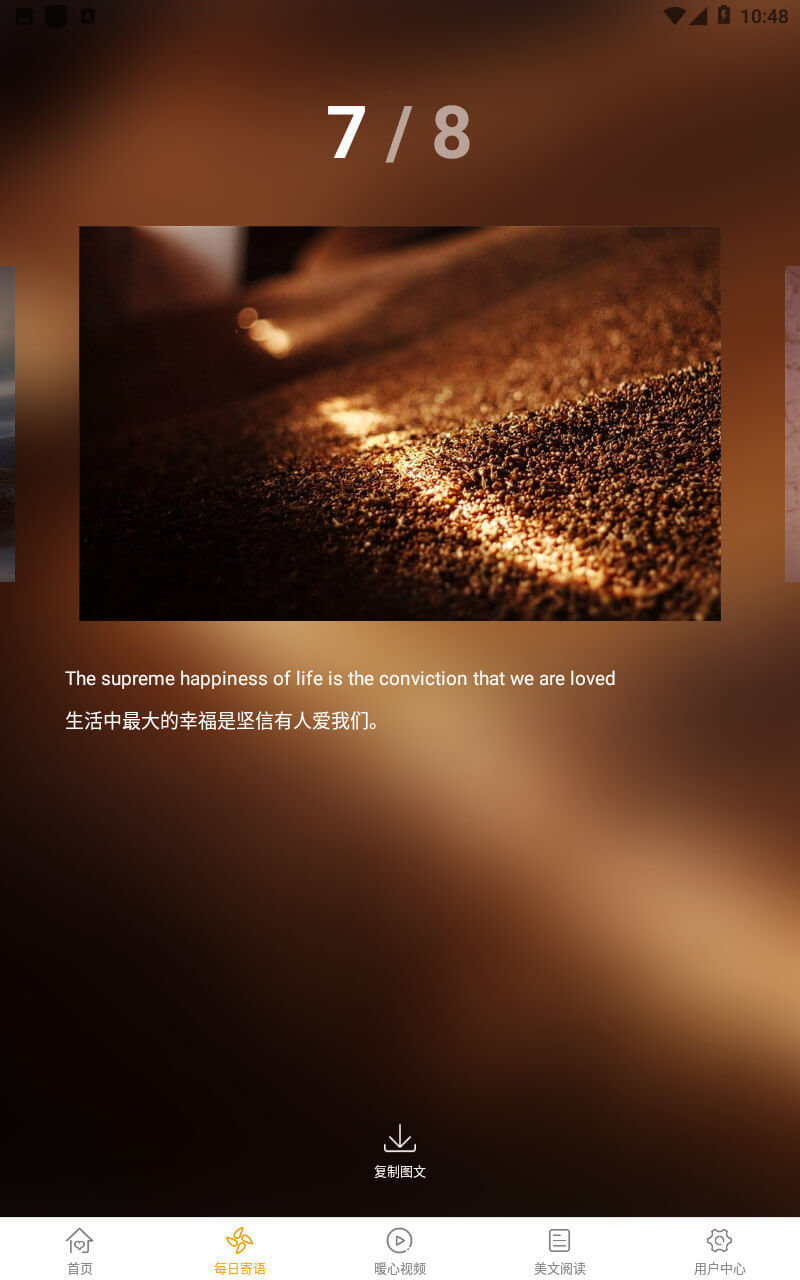 10:48
7 / 8
The supreme happiness of life is the conviction that we are loved
生活中最大的幸福是坚信有人爱我们。
复制图文
首页
每日寄语
暖心视频
美文阅读
用户中心